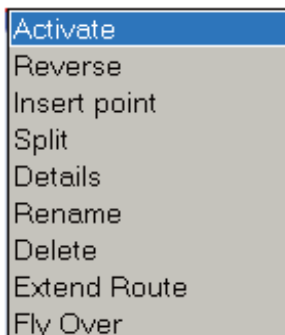 Activate
Reverse
Insert point
Split
Details
Rename
Delete
Extend Route
Fly Over